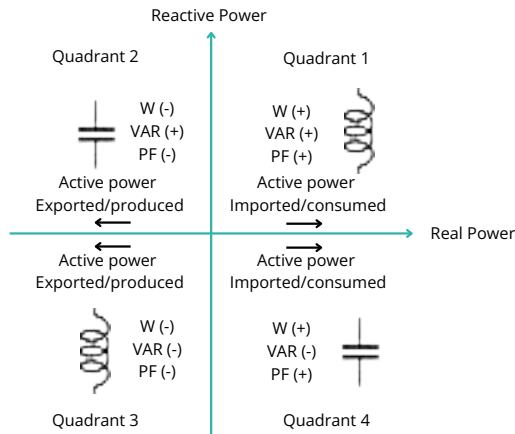 Reactive Power
Quadrant 2
Quadrant 1
W (-)
VAR (+)
PF (-)
W (+)
VAR (+)
PF (+)
Active power
Exported/produced
Active power
Imported/consumed
Real Power
Active power
Exported/produced
Active power
Imported/consumed
W (-)
VAR (-)
PF (-)
W (+)
VAR (-)
PF (+)
Quadrant 3
Quadrant 4